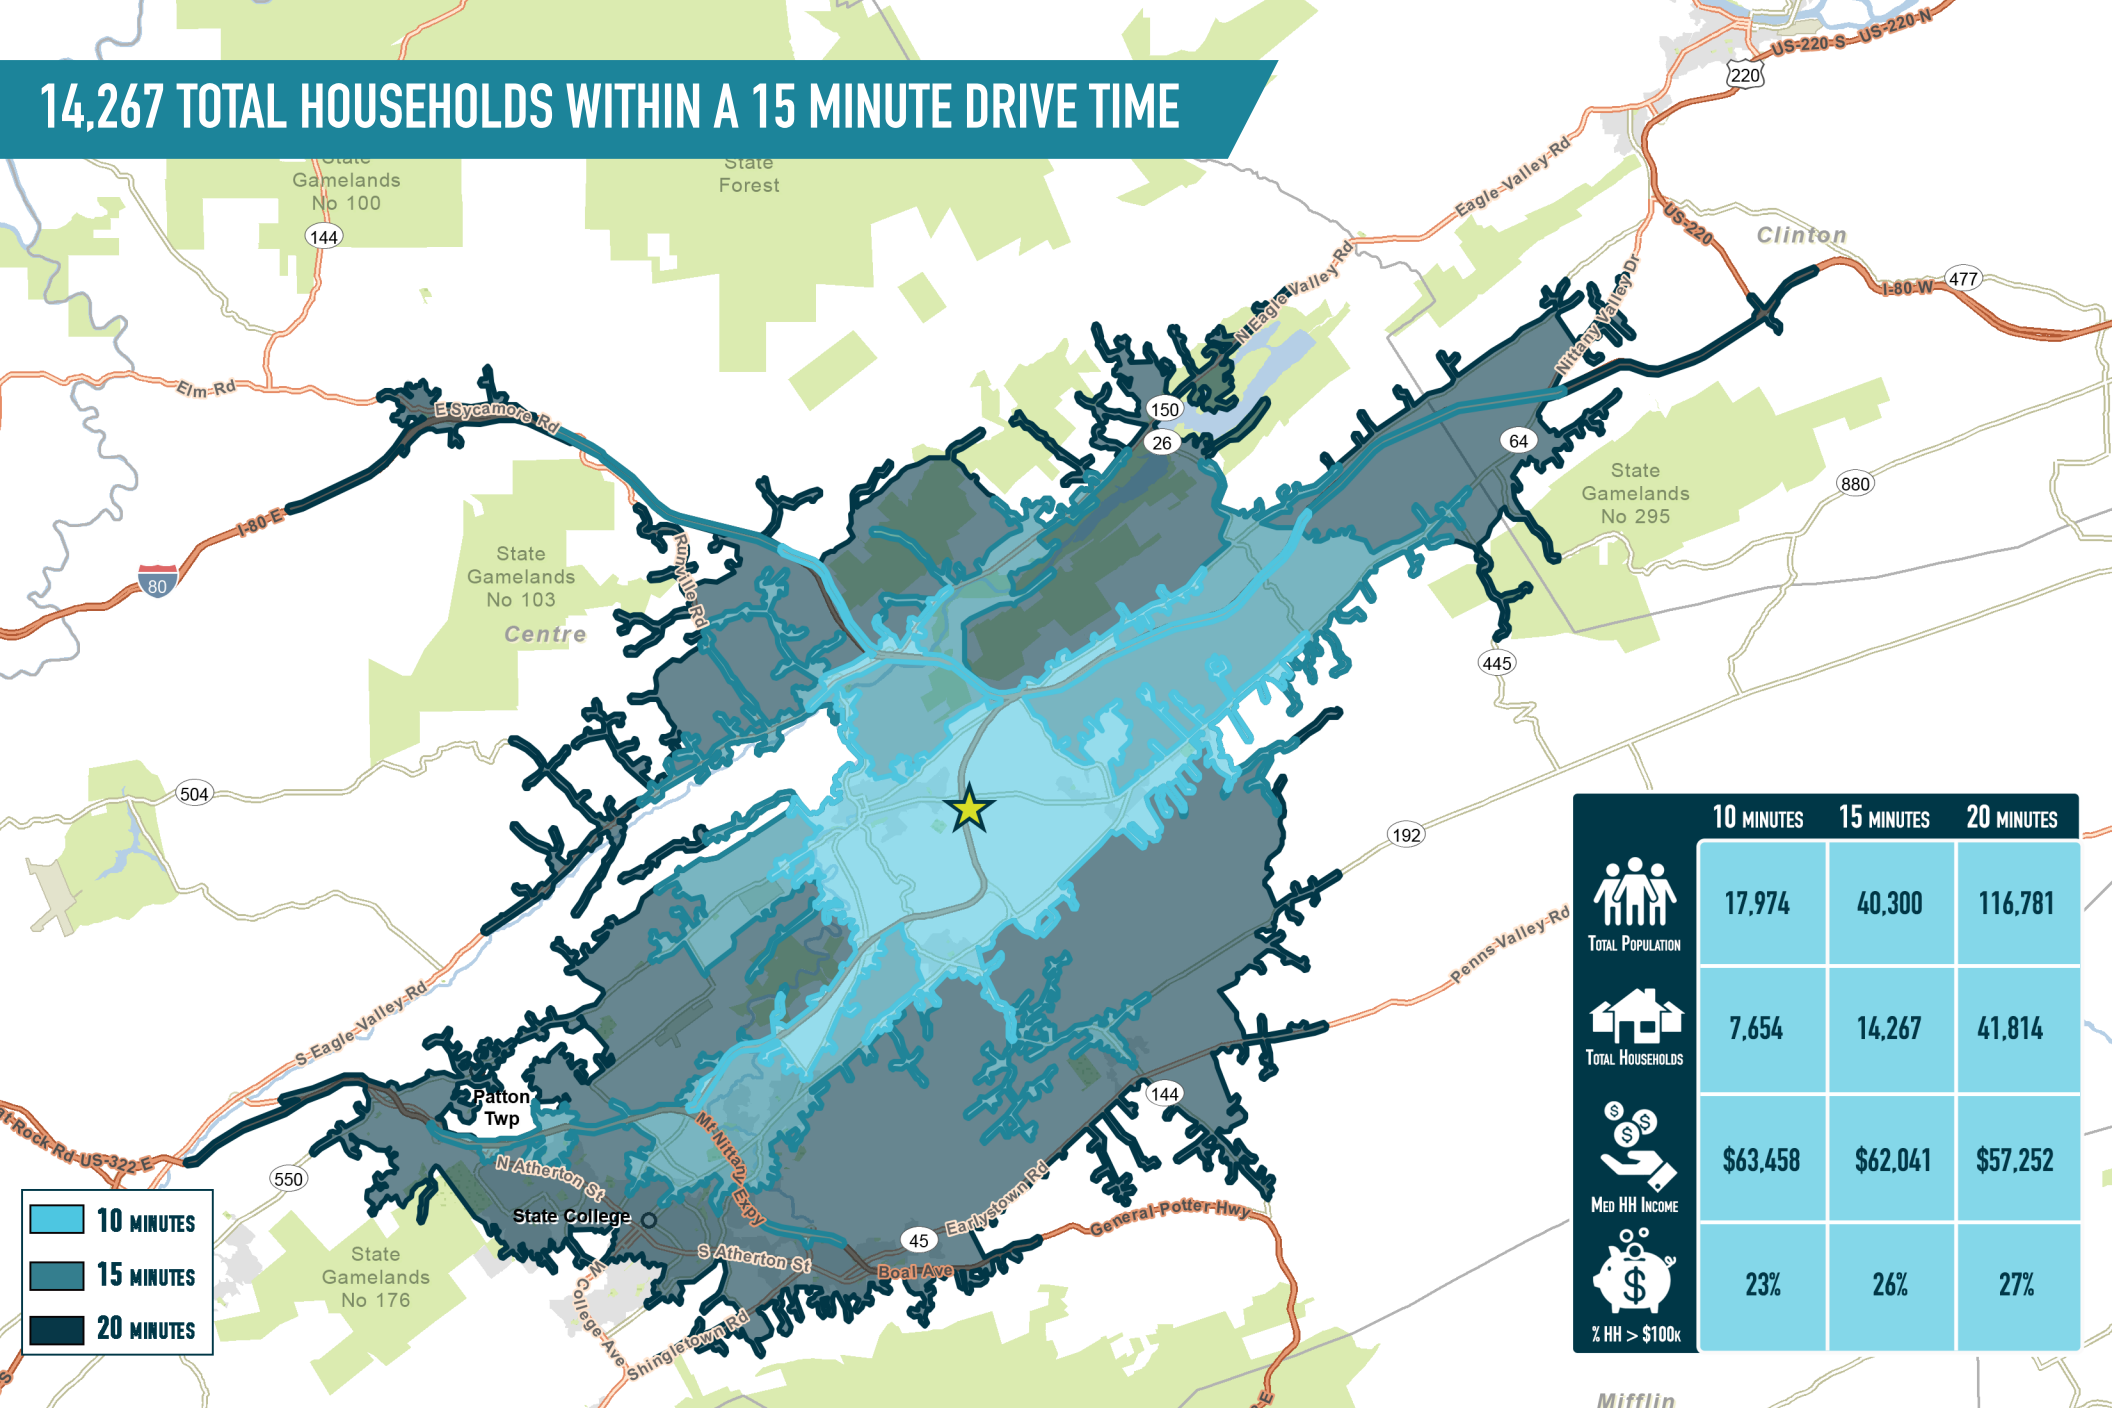 14,267 TOTAL HOUSEHOLDS WITHIN A 15 MINUTE DRIVE TIME
US-220-S
US-220-N
220
State
Gamelands
No 100
State
Forest
144
Eagle Valley Rd
US-220
Clinton
477
I-80 W
N Eagle Valley Rd
Nittany Valley Dr
Elm Rd
E Sycamore Rd
150
26
64
State
Gamelands
No 295
880
I-80 E
80
Runville Rd
State
Gamelands
No 103
Centre
445
504
192
Penns Valley Rd
S Eagle Valley Rd
144
Patton
Twp
at Rock Rd
US-322 E
550
N Atherton St
Mt Nittany Expy
State College
S Atherton St
45
Earlystown Rd
Boal Ave
General Potter Hwy
W College Ave
Shingletown Rd
State
Gamelands
No 176
Mifflin
10 MINUTES
15 MINUTES
20 MINUTES
10 MINUTES 15 MINUTES 20 MINUTES
TOTAL POPULATION 17,974 40,300 116,781
TOTAL HOUSEHOLDS 7,654 14,267 41,814
MED HH INCOME $63,458 $62,041 $57,252
% HH > $100K 23% 26% 27%